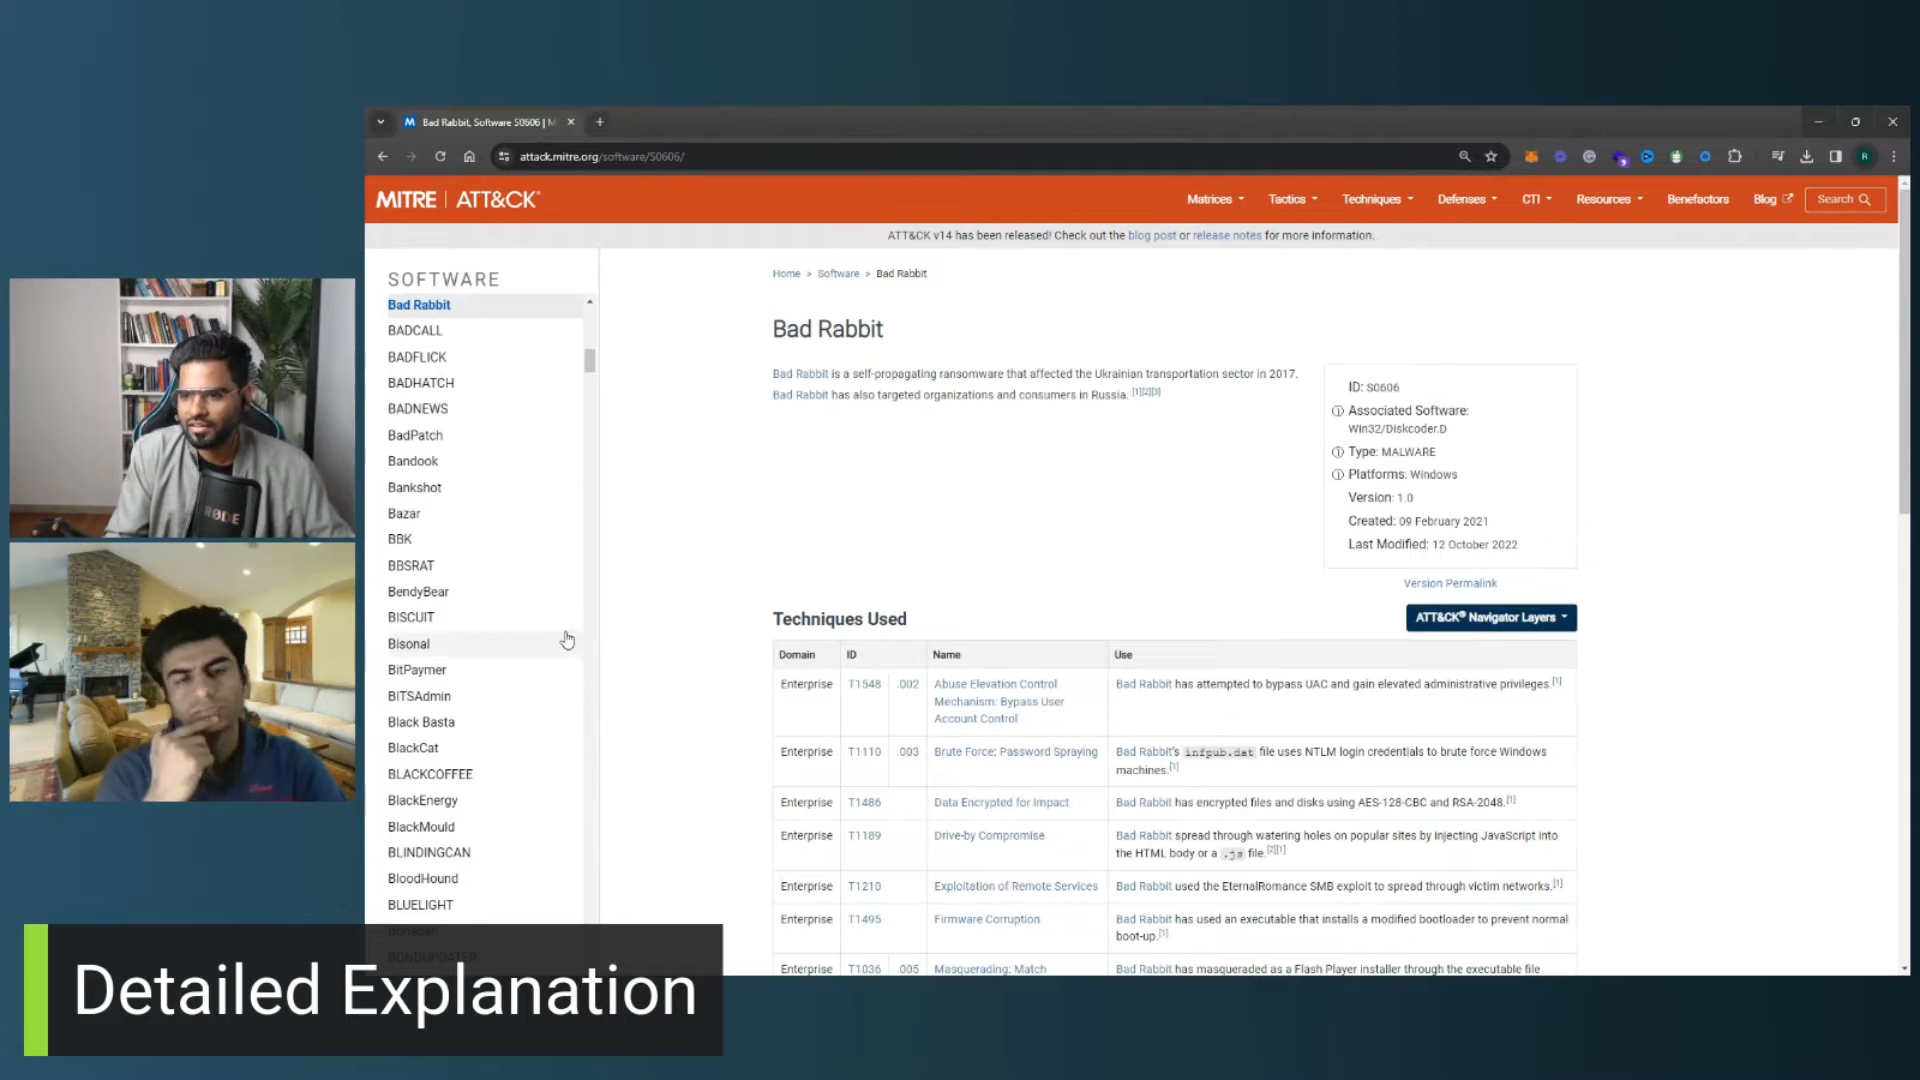 Bad Rabbit, Software S0606 | M
attack.mitre.org/software/S0606/
R
MITRE | ATT&CK®
Matrices
Tactics
Techniques
Defenses
CTI
Resources
Benefactors
Blog
Search
ATT&CK v14 has been released! Check out the blog post or release notes for more information.
SOFTWARE
Bad Rabbit
BADCALL
BADFLICK
BADHATCH
BADNEWS
BadPatch
Bandook
Bankshot
Bazar
BBK
BBSRAT
BendyBear
BISCUIT
Bisonal
BitPaymer
BITSAdmin
Black Basta
BlackCat
BLACKCOFFEE
BlackEnergy
BlackMould
BLINDINGCAN
BloodHound
BLUELIGHT
Bonadan
BONDUPDATER
Home > Software > Bad Rabbit
Bad Rabbit
Bad Rabbit is a self-propagating ransomware that affected the Ukrainian transportation sector in 2017.
Bad Rabbit has also targeted organizations and consumers in Russia. [1][2][3]
ID: S0606
Associated Software:
Win32/Diskcoder.D
Type: MALWARE
Platforms: Windows
Version: 1.0
Created: 09 February 2021
Last Modified: 12 October 2022
Version Permalink
Techniques Used
ATT&CK® Navigator Layers
Domain ID Name Use
Enterprise T1548 .002 Abuse Elevation Control
Mechanism: Bypass User
Account Control
Bad Rabbit has attempted to bypass UAC and gain elevated administrative privileges.[1]
Enterprise T1110 .003 Brute Force: Password Spraying
Bad Rabbit's infpub.dat file uses NTLM login credentials to brute force Windows
machines.[1]
Enterprise T1486 Data Encrypted for Impact
Bad Rabbit has encrypted files and disks using AES-128-CBC and RSA-2048.[1]
Enterprise T1189 Drive-by Compromise
Bad Rabbit spread through watering holes on popular sites by injecting JavaScript into
the HTML body or a .js file.[2][1]
Enterprise T1210 Exploitation of Remote Services
Bad Rabbit used the EternalRomance SMB exploit to spread through victim networks.[1]
Enterprise T1495 Firmware Corruption
Bad Rabbit has used an executable that installs a modified bootloader to prevent normal
boot-up.[1]
Enterprise T1036 .005 Masquerading: Match
Bad Rabbit has masqueraded as a Flash Player installer through the executable file
RØDE
Detailed Explanation